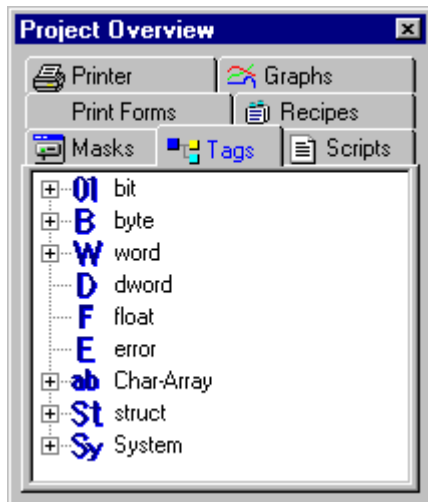 Project Overview
Printer Graphs
Print Forms Recipes
Masks Tags Scripts
01 bit
B byte
W word
D dword
F float
E error
ab Char-Array
St struct
Sy System